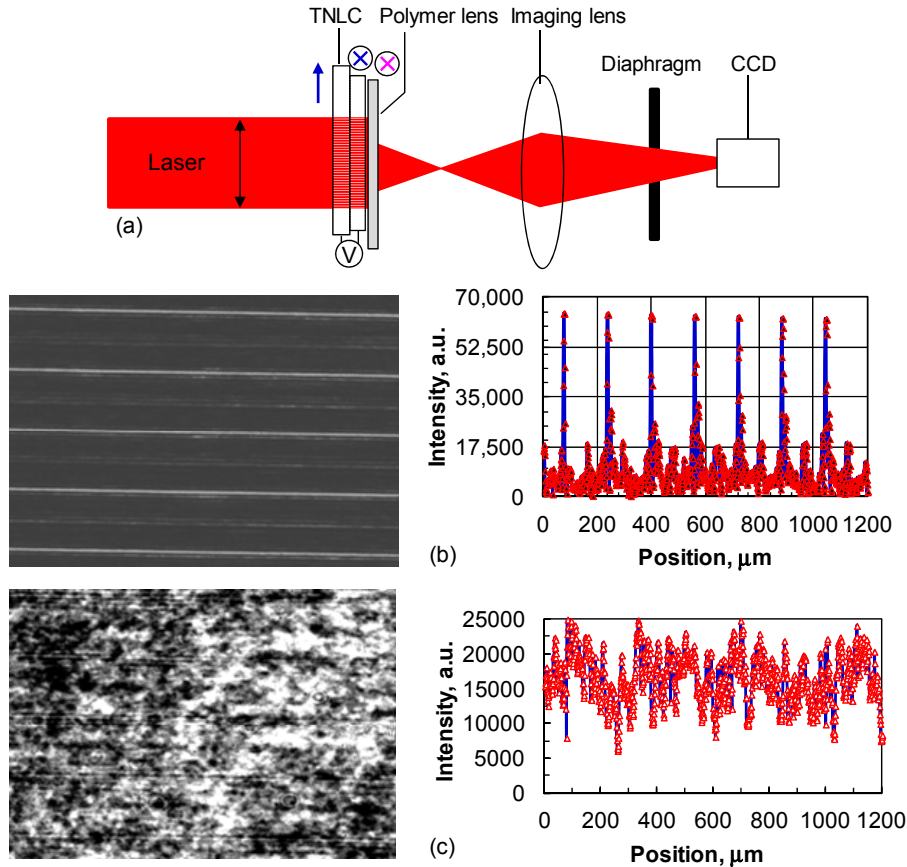 TNLC Polymer lens Imaging lens
Diaphragm CCD
Laser
(a)
V
70,000
52,500
35,000
17,500
0
Intensity, a.u.
0 200 400 600 800 1000 1200
(b)
Position, μm
25000
20000
15000
10000
5000
0
Intensity, a.u.
0 200 400 600 800 1000 1200
(c)
Position, μm